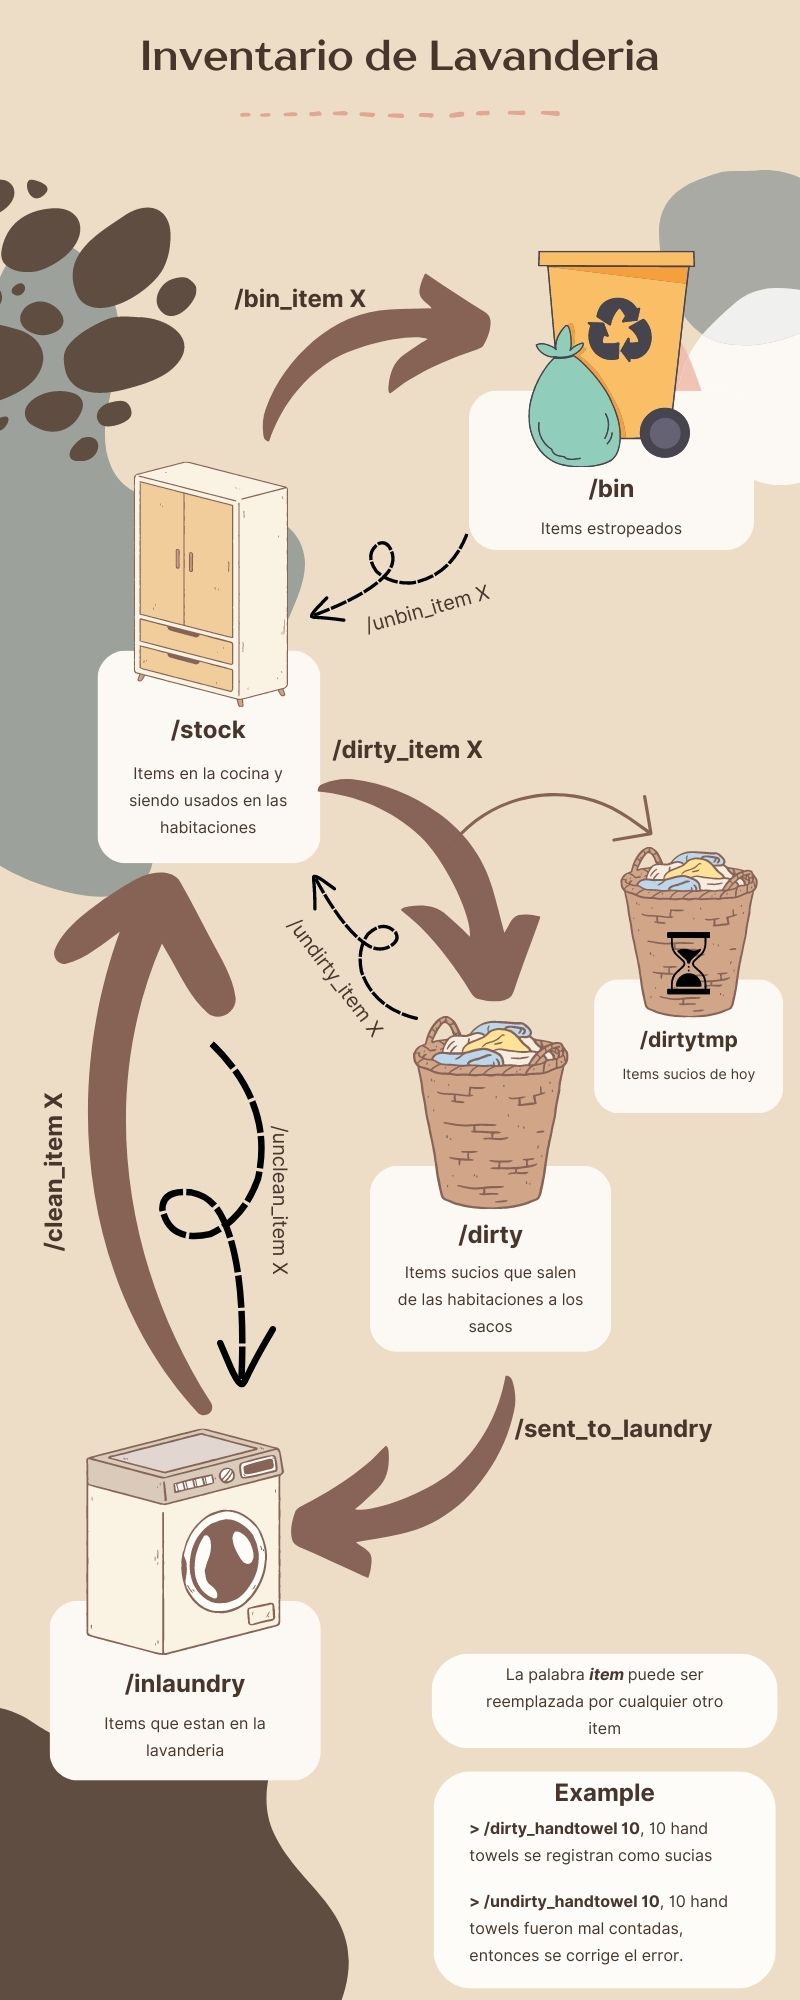 Inventario de Lavanderia
/bin_item X
/bin
Items estropeados
/unbin_item X
/stock
Items en la cocina y
siendo usados en las
habitaciones
/dirty_item X
/undirty_item X
/dirtytmp
Items sucios de hoy
/clean_item X
/unclean_item X
/dirty
Items sucios que salen
de las habitaciones a los
sacos
/sent_to_laundry
/inlaundry
Items que estan en la
lavanderia
La palabra item puede ser
reemplazada por cualquier otro
item
Example
> /dirty_handtowel 10, 10 hand
towels se registran como sucias
> /undirty_handtowel 10, 10 hand
towels fueron mal contadas,
entonces se corrige el error.